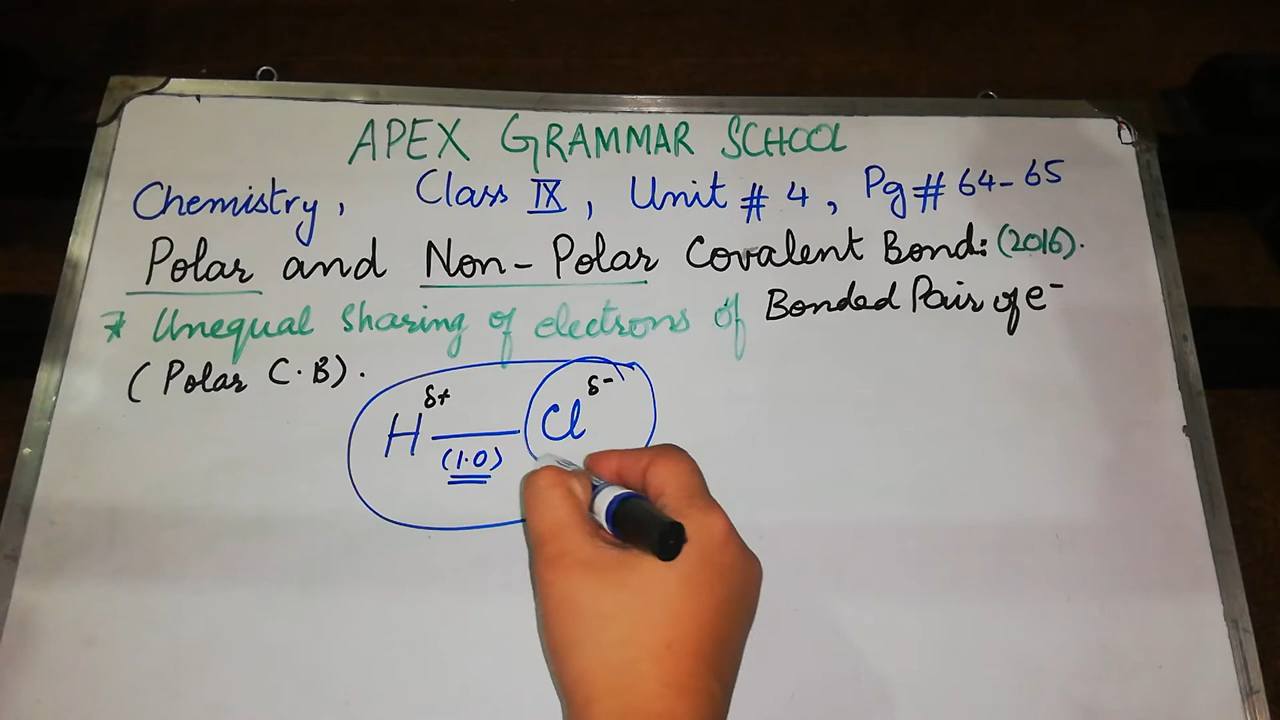 APEX GRAMMAR SCHOOL
Chemistry, Class IX, Unit # 4, Pg # 64-65
Polar and Non-Polar Covalent Bond: (2016).
* Unequal Sharing of electrons of Bonded Pair of e⁻
(Polar C.B).
H δ+ — Cl δ-
(1.0)